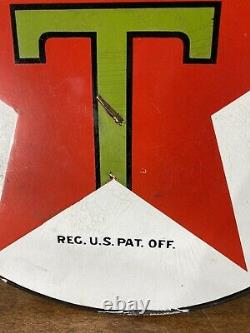 T
REG. U.S. PAT. OFF.